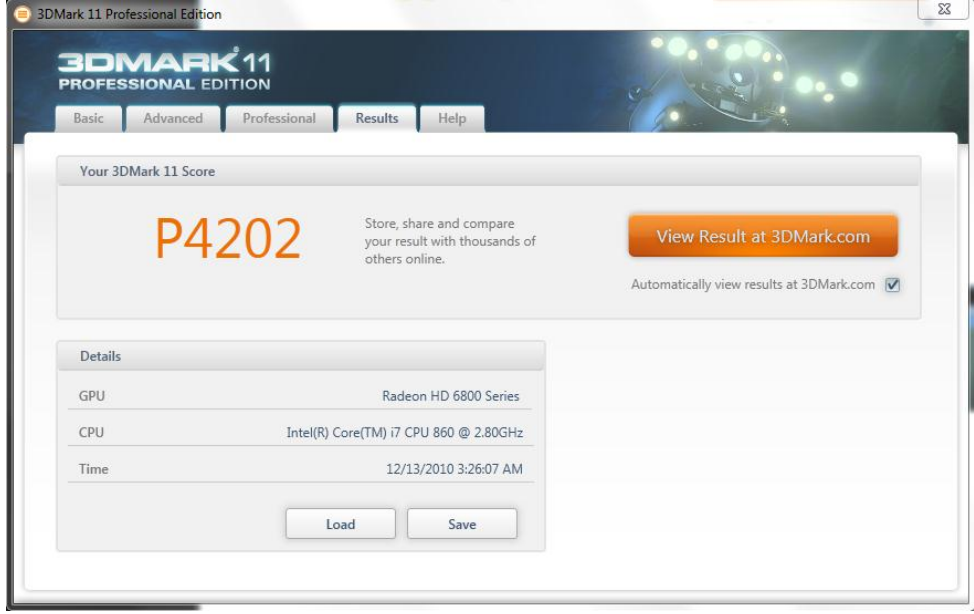 3DMark 11 Professional Edition
3DMARK 11
PROFESSIONAL EDITION
Basic Advanced Professional Results Help
Your 3DMark 11 Score
P4202
Store, share and compare
your result with thousands of
others online.
View Result at 3DMark.com
Automatically view results at 3DMark.com
Details
GPU Radeon HD 6800 Series
CPU Intel(R) Core(TM) i7 CPU 860 @ 2.80GHz
Time 12/13/2010 3:26:07 AM
Load Save